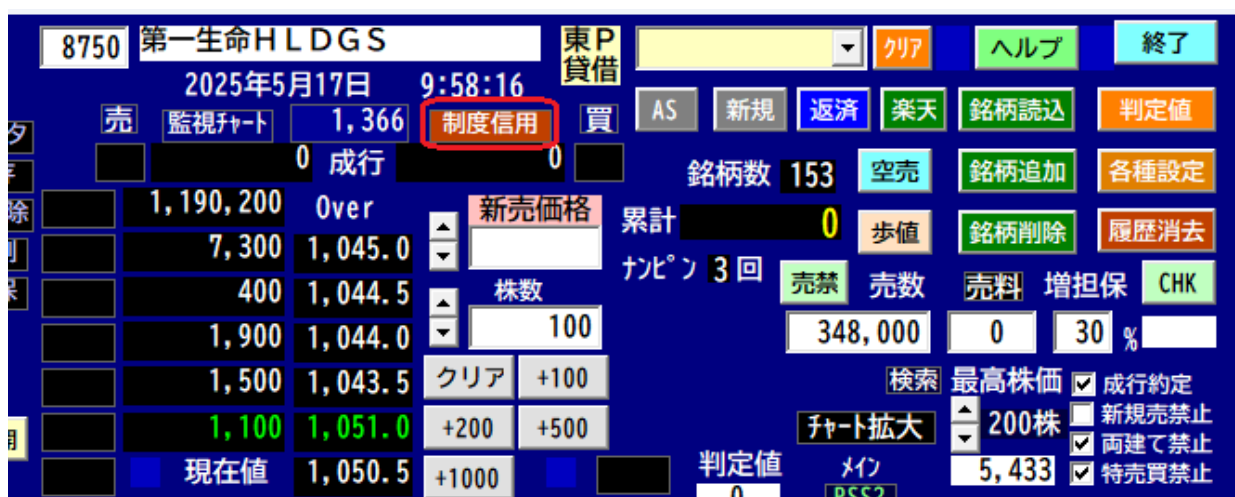 8750 第一生命HLDGS 東P クリア ヘルプ 終了
貸借
2025年5月17日 9:58:16
売 監視ﾁｬｰﾄ 1,366 制度信用 買 AS 新規 返済 楽天 銘柄読込 判定値
0 成行 0 銘柄数 153 空売 銘柄追加 各種設定
1,190,200 Over 新売価格 累計 0 歩値 銘柄削除 履歴消去
7,300 1,045.0 ﾅﾝﾋﾟﾝ 3回 売禁 売数 売料 増担保 CHK
400 1,044.5 株数
1,900 1,044.0 100 348,000 0 30 %
1,500 1,043.5 クリア +100 検索 最高株価 成行約定
1,100 1,051.0 +200 +500 ﾁｬｰﾄ拡大 200株 新規売禁止
両建て禁止
現在値 1,050.5 +1000 判定値 ﾒｲﾝ 5,433 特売買禁止
0 RSS2